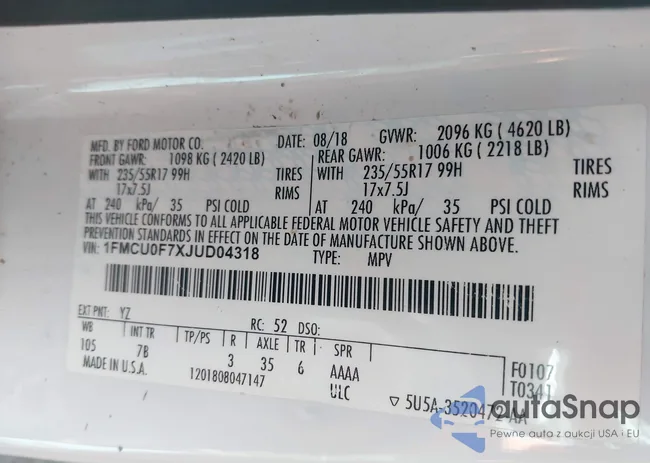 MFD. BY FORD MOTOR CO. DATE: 08/18 GVWR: 2096 KG ( 4620 LB)
FRONT GAWR: 1098 KG ( 2420 LB) REAR GAWR: 1006 KG ( 2218 LB)
WITH 235/55R17 99H TIRES WITH 235/55R17 99H TIRES
17x7.5J RIMS 17x7.5J RIMS
AT 240 kPa/ 35 PSI COLD AT 240 kPa/ 35 PSI COLD
THIS VEHICLE CONFORMS TO ALL APPLICABLE FEDERAL MOTOR VEHICLE SAFETY AND THEFT
PREVENTION STANDARDS IN EFFECT ON THE DATE OF MANUFACTURE SHOWN ABOVE.
VIN: 1FMCU0F7XJUD04318 TYPE: MPV
EXT PNT: YZ RC: 52 DSO:
WB INT TR TP/PS R AXLE TR SPR
105 7B 3 35 6 AAAA F0107
MADE IN U.S.A. 1201808047147 ULC T0341
5U5A-3520472-AA
autoSnap
Pewne auta z aukcji USA i EU